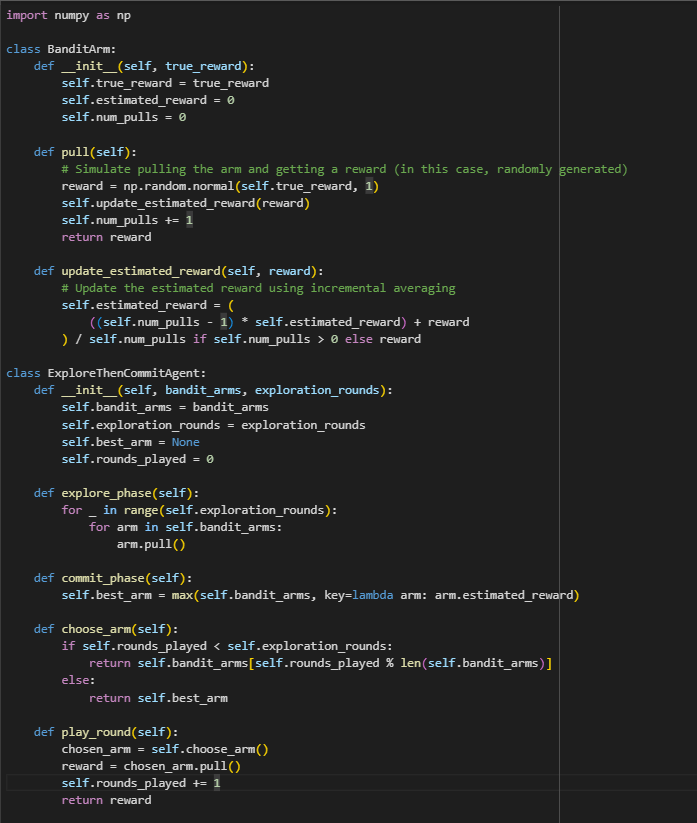 import numpy as np
class BanditArm:
    def __init__(self, true_reward):
        self.true_reward = true_reward
        self.estimated_reward = 0
        self.num_pulls = 0
    def pull(self):
        # Simulate pulling the arm and getting a reward (in this case, randomly generated)
        reward = np.random.normal(self.true_reward, 1)
        self.update_estimated_reward(reward)
        self.num_pulls += 1
        return reward
    def update_estimated_reward(self, reward):
        # Update the estimated reward using incremental averaging
        self.estimated_reward = (
            ((self.num_pulls - 1) * self.estimated_reward) + reward
        ) / self.num_pulls if self.num_pulls > 0 else reward
class ExploreThenCommitAgent:
    def __init__(self, bandit_arms, exploration_rounds):
        self.bandit_arms = bandit_arms
        self.exploration_rounds = exploration_rounds
        self.best_arm = None
        self.rounds_played = 0
    def explore_phase(self):
        for _ in range(self.exploration_rounds):
            for arm in self.bandit_arms:
                arm.pull()
    def commit_phase(self):
        self.best_arm = max(self.bandit_arms, key=lambda arm: arm.estimated_reward)
    def choose_arm(self):
        if self.rounds_played < self.exploration_rounds:
            return self.bandit_arms[self.rounds_played % len(self.bandit_arms)]
        else:
            return self.best_arm
    def play_round(self):
        chosen_arm = self.choose_arm()
        reward = chosen_arm.pull()
        self.rounds_played += 1
        return reward